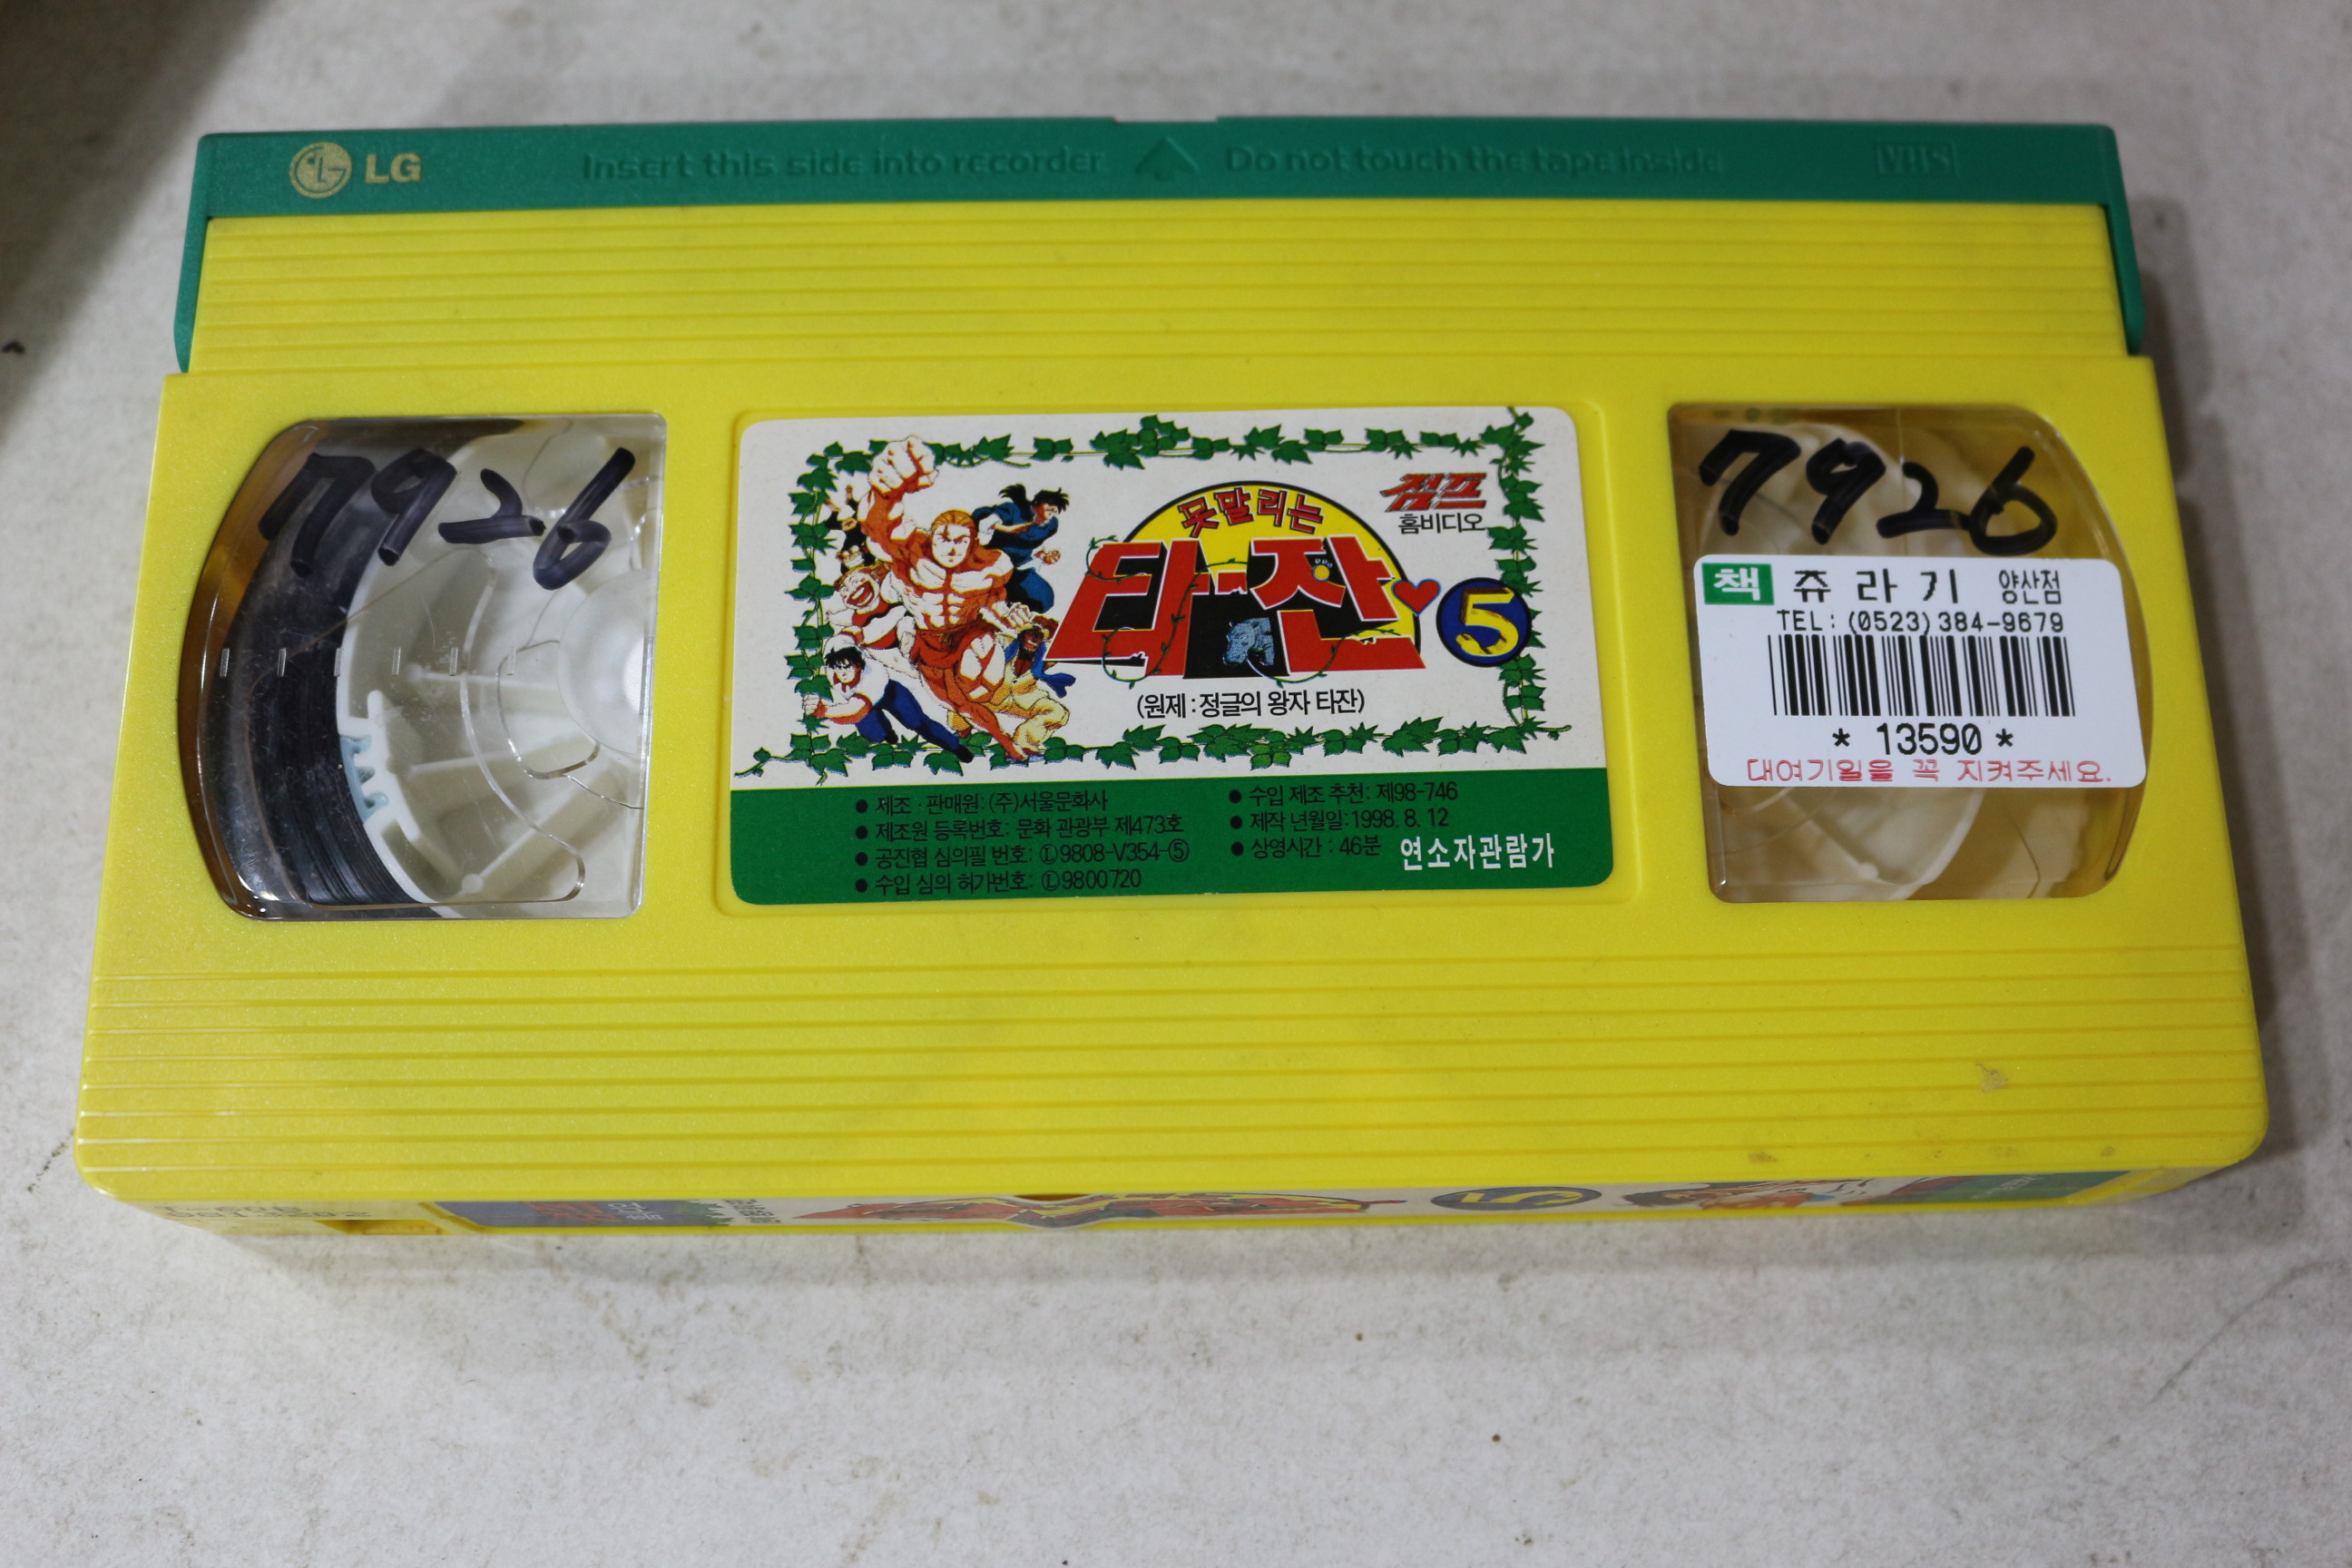 LG
Insert this side into recorder Do not touch the tape inside VHS
7926
점프
홈비디오
못말리는
타잔 5
(원제:정글의 왕자 타잔)
● 제조·판매원:(주)서울문화사
● 제조원 등록번호: 문화 관광부 제473호
● 공진협 심의필 번호: Ⓛ9808-V354-⑤
● 수입 심의 허가번호: Ⓛ9800720
● 수입 제조 추천: 제98-746
● 제작 년월일:1998. 8. 12
● 상영시간 : 46분
연소자관람가
7926
책 쥬라기 양산점
TEL:(0523)384-9679
* 13590 *
대여기일을 꼭 지켜주세요.
5